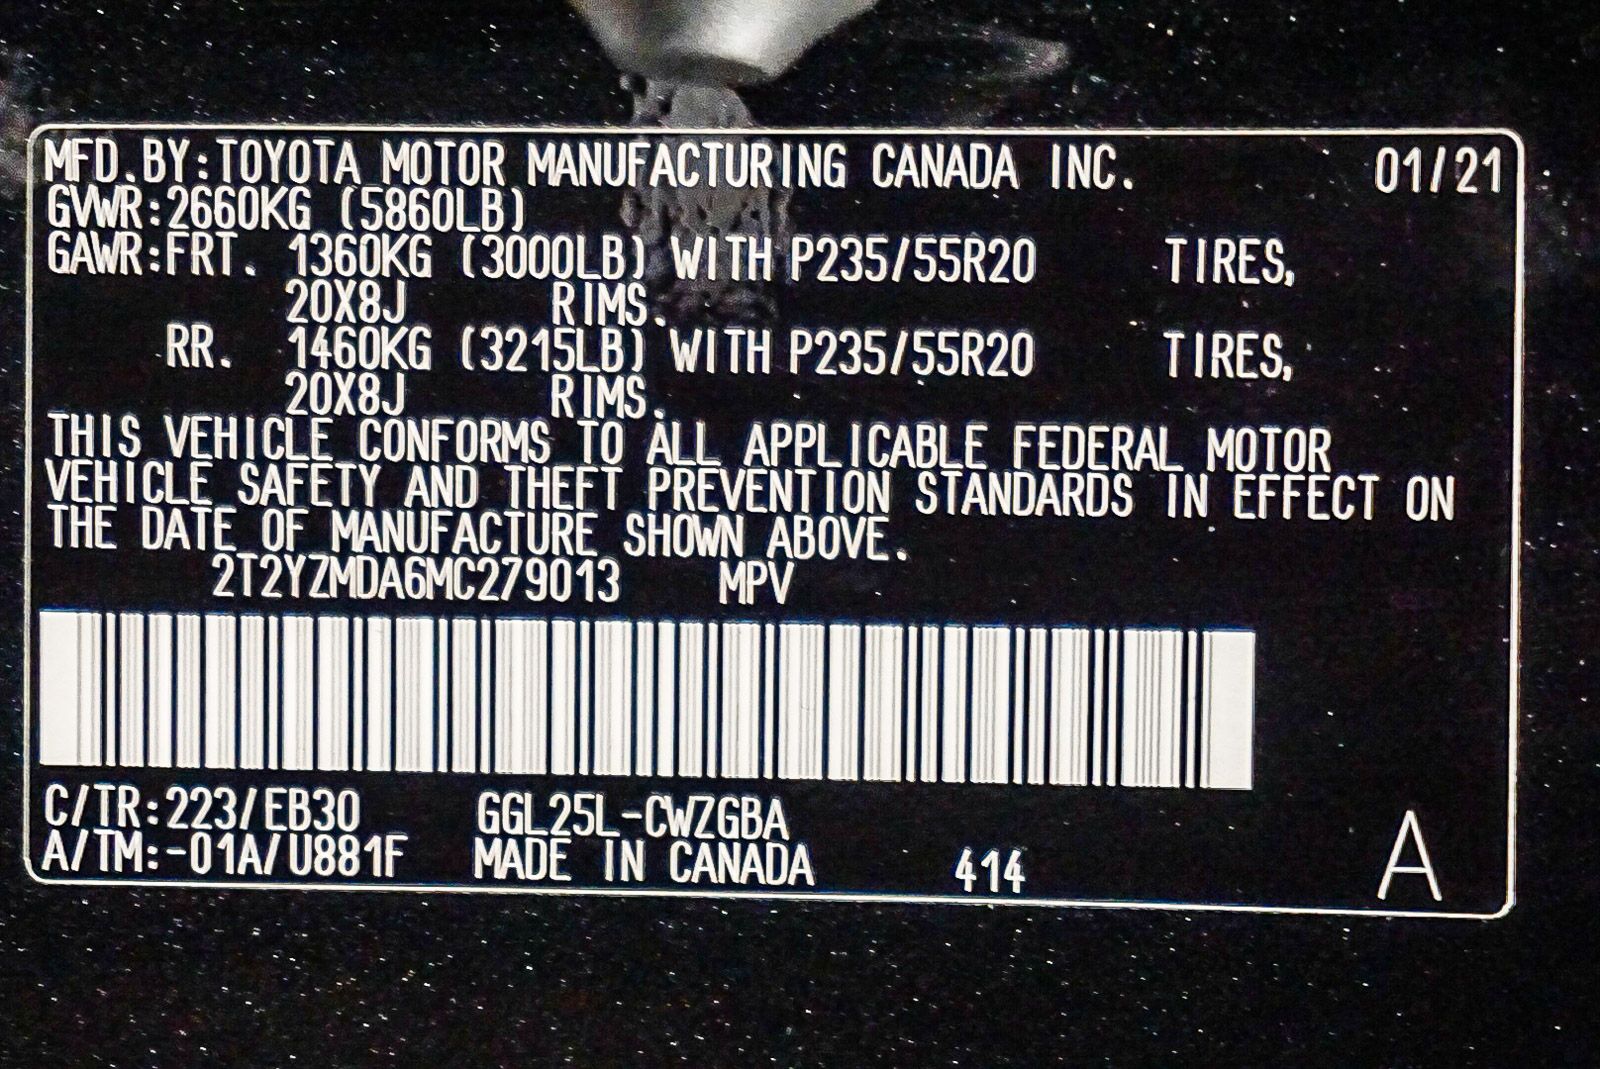 MFD.BY:TOYOTA MOTOR MANUFACTURING CANADA INC. 01/21
GVWR:2660KG (5860LB)
GAWR:FRT. 1360KG (3000LB) WITH P235/55R20 TIRES,
20X8J RIMS.
RR. 1460KG (3215LB) WITH P235/55R20 TIRES,
20X8J RIMS.
THIS VEHICLE CONFORMS TO ALL APPLICABLE FEDERAL MOTOR
VEHICLE SAFETY AND THEFT PREVENTION STANDARDS IN EFFECT ON
THE DATE OF MANUFACTURE SHOWN ABOVE.
2T2YZMDA6MC279013 MPV
C/TR:223/EB30 GGL25L-CWZGBA
A/TM:-01A/U881F MADE IN CANADA 414 A